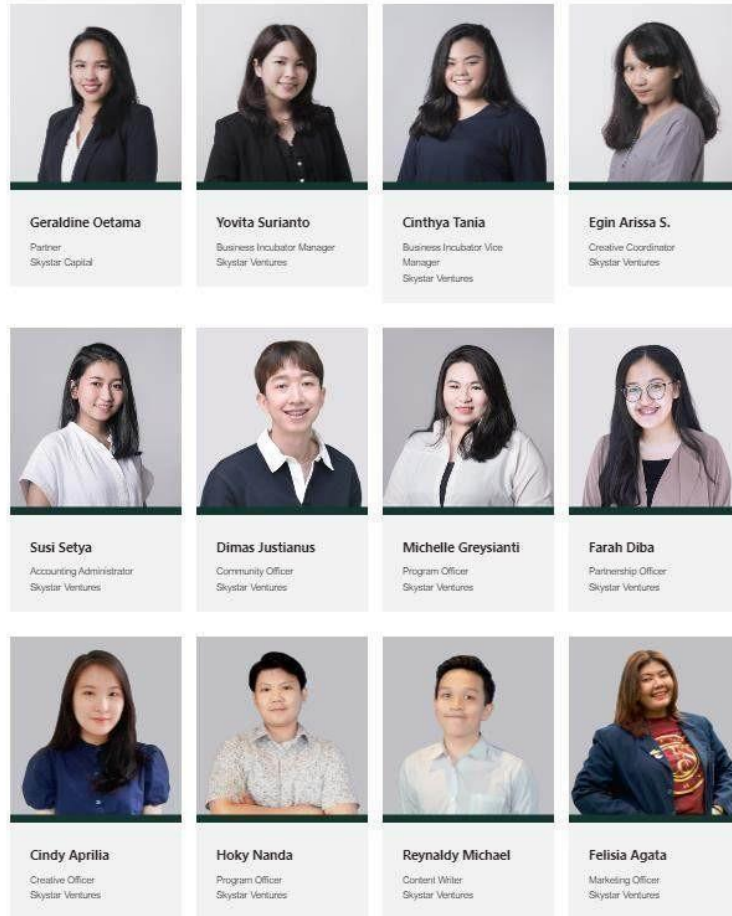 Geraldine Oetama
Partner
Skystar Capital
Yovita Surianto
Business Incubator Manager
Skystar Ventures
Cinthya Tania
Business Incubator Vice
Manager
Skystar Ventures
Egin Arissa S.
Creative Coordinator
Skystar Ventures
Susi Setya
Accounting Administrator
Skystar Ventures
Dimas Justianus
Community Officer
Skystar Ventures
Michelle Greysianti
Program Officer
Skystar Ventures
Farah Diba
Partnership Officer
Skystar Ventures
Cindy Aprilia
Creative Officer
Skystar Ventures
Hoky Nanda
Program Officer
Skystar Ventures
Reynaldy Michael
Content Writer
Skystar Ventures
Felisia Agata
Marketing Officer
Skystar Ventures